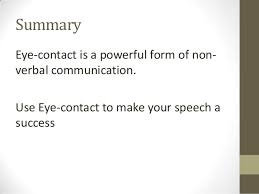 Summary
Eye-contact is a powerful form of non-
verbal communication.
Use Eye-contact to make your speech a
success